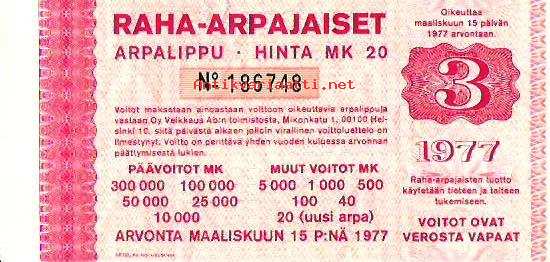 RAHA-ARPAJAISET
ARPALIPPU · HINTA MK 20
Nº 186748
Voitot maksetaan ainoastaan voittoon oikeuttavia arpalippuja
vastaan Oy Veikkaus Ab:n toimistosta, Mikonkatu 1, 00100 Hel-
sinki 10, siitä päivästä alkaen jolloin virallinen voittoluettelo on
ilmestynyt. Voitto on perittävä yhden vuoden kuluessa arvonnan
päättymisestä lukien.
PÄÄVOITOT MK
300 000 100 000
50 000 25 000
10 000
MUUT VOITOT MK
5 000 1 000 500
100 40
20 (uusi arpa)
ARVONTA MAALISKUUN 15 P:NÄ 1977
Oikeuttaa
maaliskuun 15 päivän
1977 arvontaan.
3
1977
Raha-arpajaisten tuotto
käytetään tieteen ja taiteen
tukemiseen.
VOITOT OVAT
VEROSTA VAPAAT